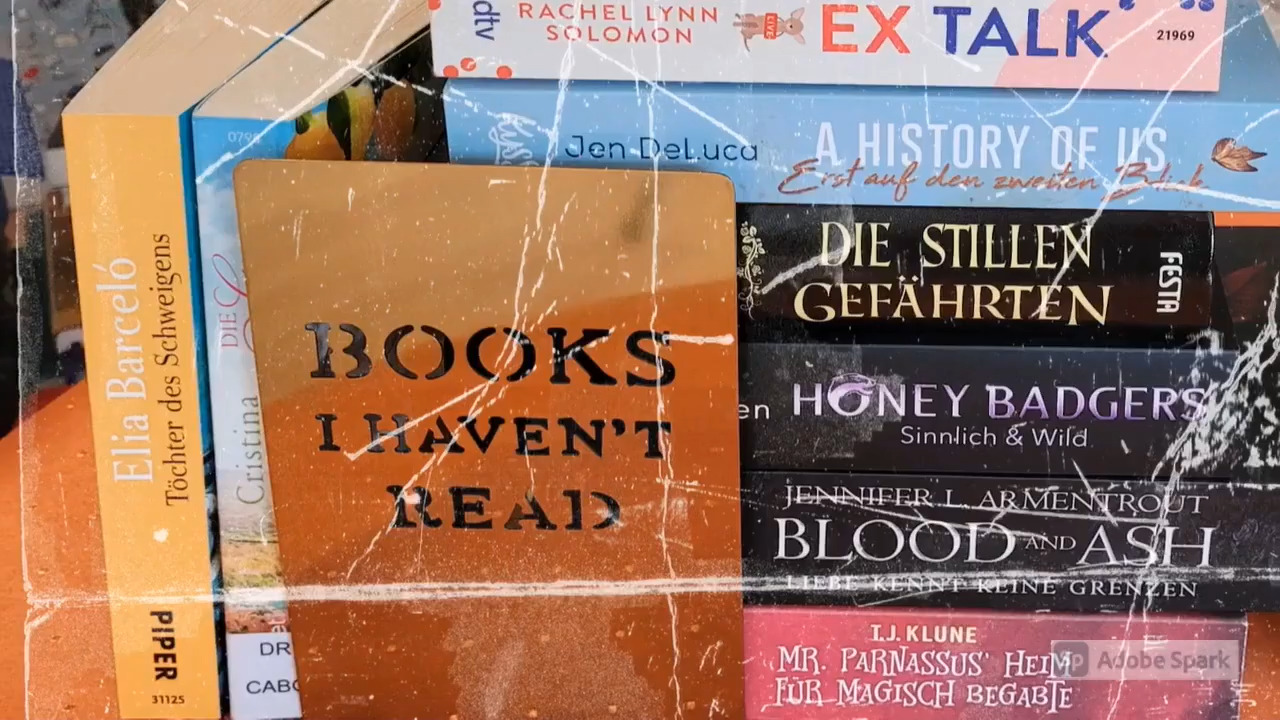 Elia Barceló
Töchter des Schweigens
PIPER
31125
Cristina
DIE
DR
CABO
BOOKS
I HAVEN'T
READ
dtv
RACHEL LYNN
SOLOMON
LIVE
EX TALK
21969
Jen DeLuca
A HISTORY OF US
Erst auf den zweiten Blick
DIE STILLEN
GEFÄHRTEN
FESTA
en
HONEY BADGERS
Sinnlich & Wild
JENNIFER L. ARMENTROUT
BLOOD AND ASH
LIEBE KENNT KEINE GRENZEN
T.J. KLUNE
MR. PARNASSUS' HEIM
FÜR MAGISCH BEGABTE
Sp Adobe Spark